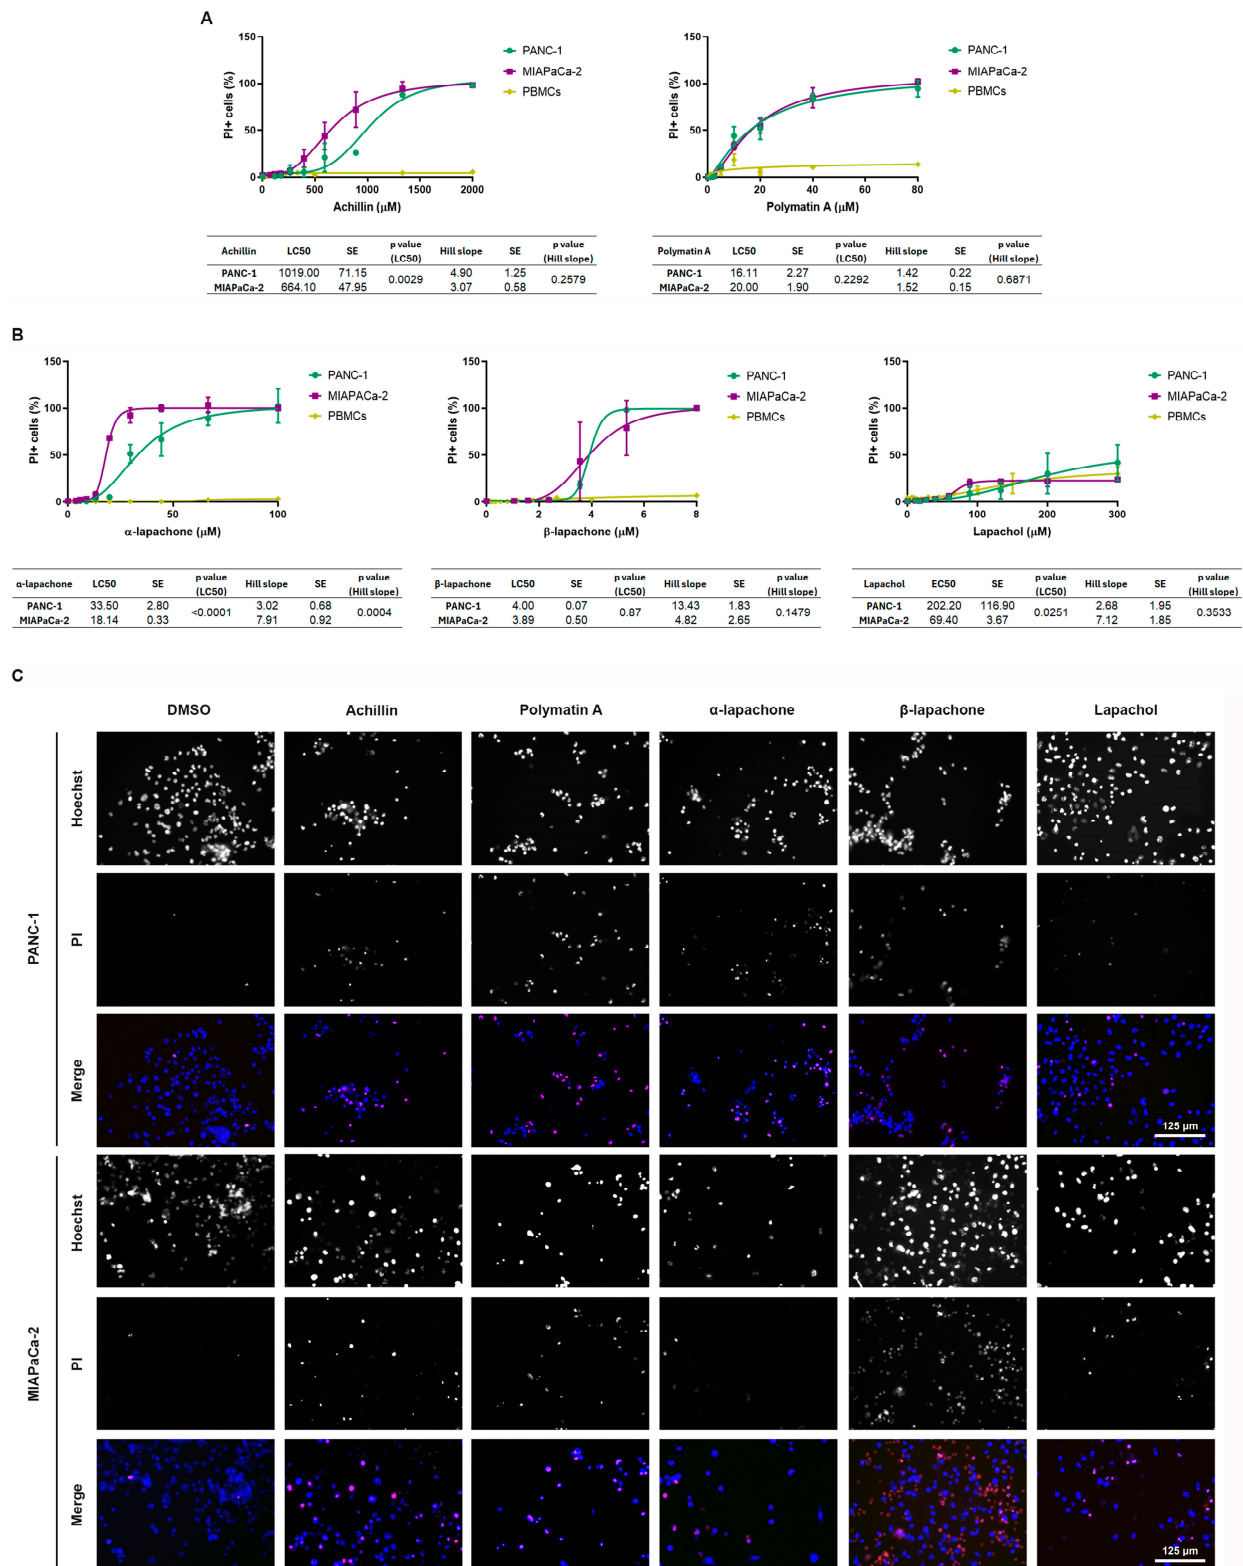 A
150
100
50
0
PI+ cells (%)
0 500 1000 1500 2000
Achillin (µM)
PANC-1
MIAPaCa-2
PBMCs
150
100
50
0
PI+ cells (%)
0 20 40 60 80
Polymatin A (µM)
PANC-1
MIAPaCa-2
PBMCs
Achillin LC50 SE p value (LC50) Hill slope SE p value (Hill slope)
PANC-1 1019.00 71.15 0.0029 4.90 1.25 0.2579
MIAPaCa-2 664.10 47.95 3.07 0.58
Polymatin A LC50 SE p value (LC50) Hill slope SE p value (Hill slope)
PANC-1 16.11 2.27 0.2292 1.42 0.22 0.6871
MIAPaCa-2 20.00 1.90 1.52 0.15
B
150
100
50
0
PI+ cells (%)
0 50 100
α-lapachone (µM)
PANC-1
MIAPACa-2
PBMCs
150
100
50
0
PI+ cells (%)
0 2 4 6 8
β-lapachone (µM)
PANC-1
MIAPaCa-2
PBMCs
150
100
50
0
PI+ cells (%)
0 100 200 300
Lapachol (µM)
PANC-1
MIAPaCa-2
PBMCs
α-lapachone LC50 SE p value (LC50) Hill slope SE p value (Hill slope)
PANC-1 33.50 2.80 <0.0001 3.02 0.68 0.0004
MIAPaCa-2 18.14 0.33 7.91 0.92
β-lapachone LC50 SE p value (LC50) Hill slope SE p value (Hill slope)
PANC-1 4.00 0.07 0.87 13.43 1.83 0.1479
MIAPaCa-2 3.89 0.50 4.82 2.65
Lapachol EC50 SE p value (LC50) Hill slope SE p value (Hill slope)
PANC-1 202.20 116.90 0.0251 2.68 1.95 0.3533
MIAPaCa-2 69.40 3.67 7.12 1.85
C
DMSO Achillin Polymatin A α-lapachone β-lapachone Lapachol
PANC-1
Hoechst
PI
Merge
125 µm
MIAPaCa-2
Hoechst
PI
Merge
125 µm